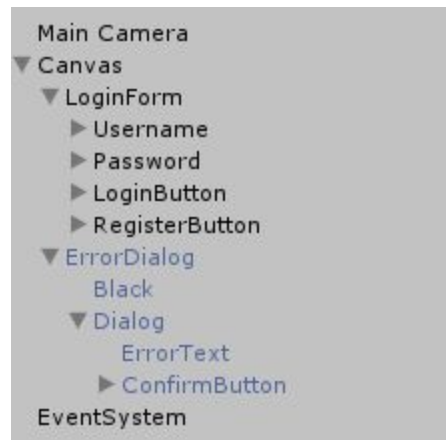 Main Camera
Canvas
LoginForm
Username
Password
LoginButton
RegisterButton
ErrorDialog
Black
Dialog
ErrorText
ConfirmButton
EventSystem